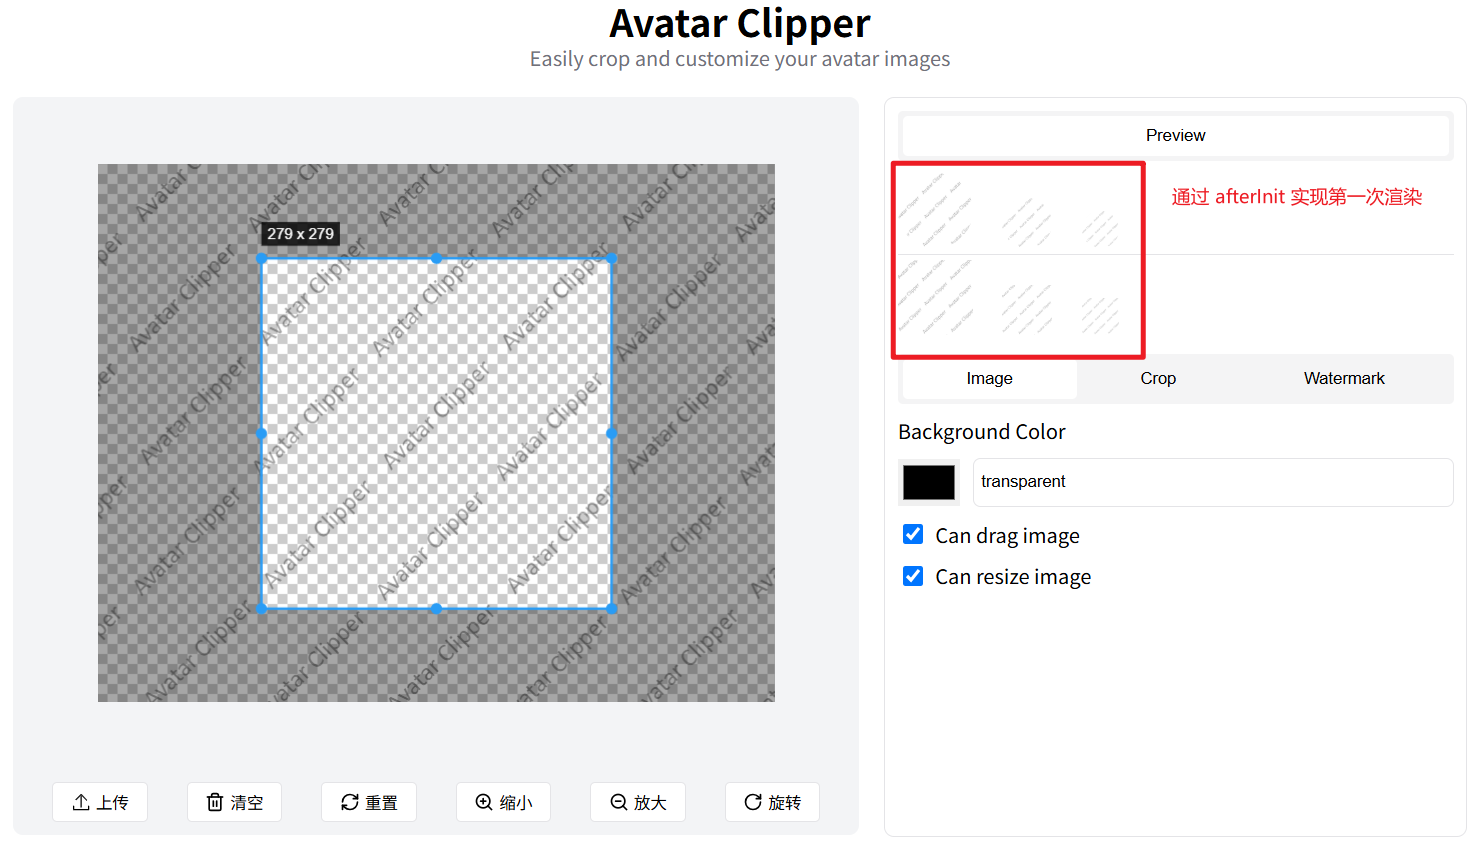 Avatar Clipper
Easily crop and customize your avatar images
Preview
通过 afterInit 实现第一次渲染
279 x 279
Avatar Clipper
Avatar Clipper
Avatar Clipper
Avatar Clipper
Avatar Clipper
Avatar Clipper
Avatar Clipper
Avatar Clipper
Avatar Clipper
Image Crop Watermark
Background Color
transparent
Can drag image
Can resize image
上传 清空 重置 缩小 放大 旋转